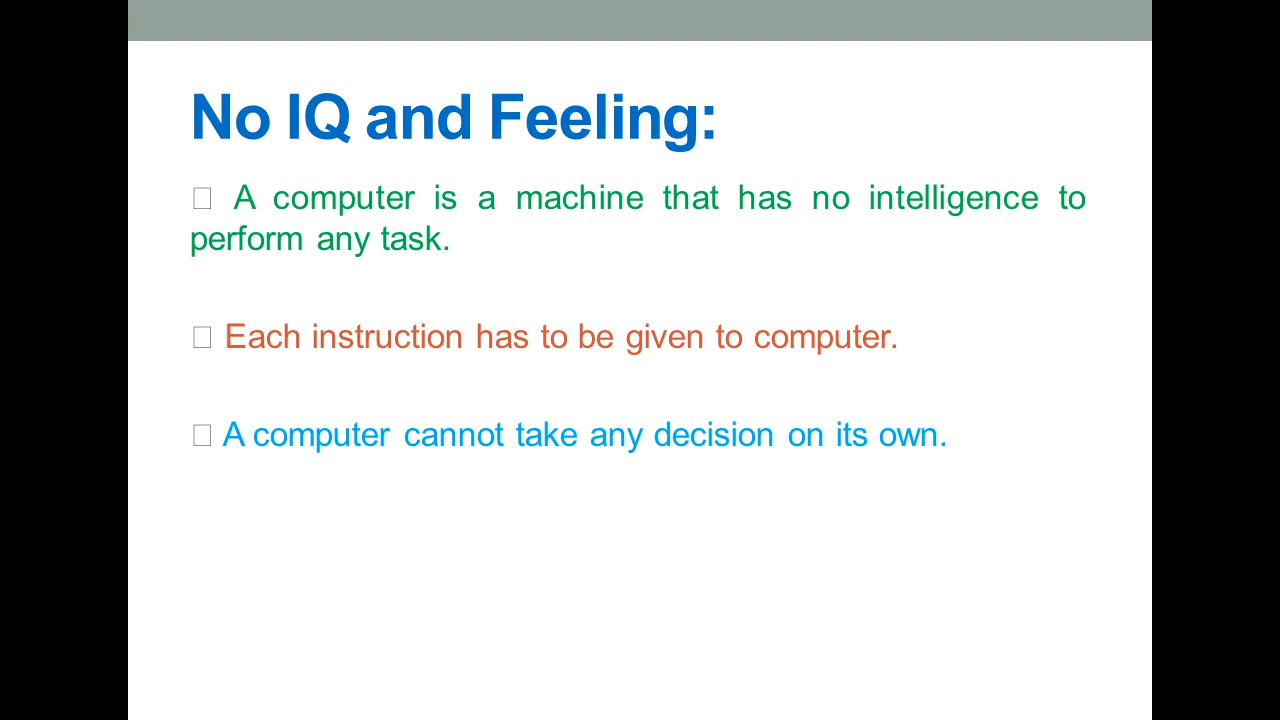 No IQ and Feeling:
□ A computer is a machine that has no intelligence to
perform any task.
□ Each instruction has to be given to computer.
□ A computer cannot take any decision on its own.